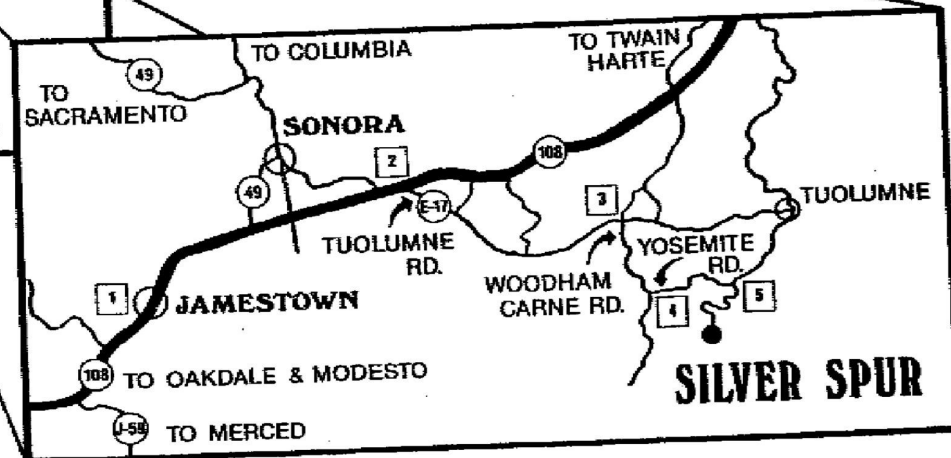 TO COLUMBIA
TO TWAIN
HARTE
49
TO
SACRAMENTO
SONORA
2
108
49
E-17
3
TUOLUMNE
TUOLUMNE
RD.
YOSEMITE
RD.
WOODHAM
CARNE RD.
1
JAMESTOWN
4
5
108
TO OAKDALE & MODESTO
SILVER SPUR
J-59
TO MERCED